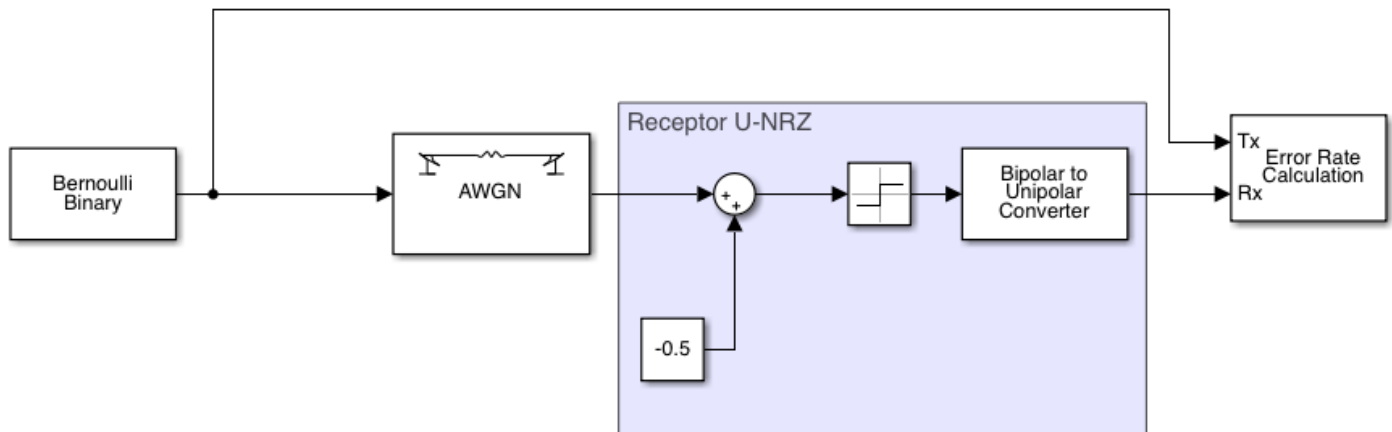 Receptor U-NRZ
Bernoulli
Binary
AWGN
+
+
Bipolar to
Unipolar
Converter
Tx
Rx
Error Rate
Calculation
-0.5